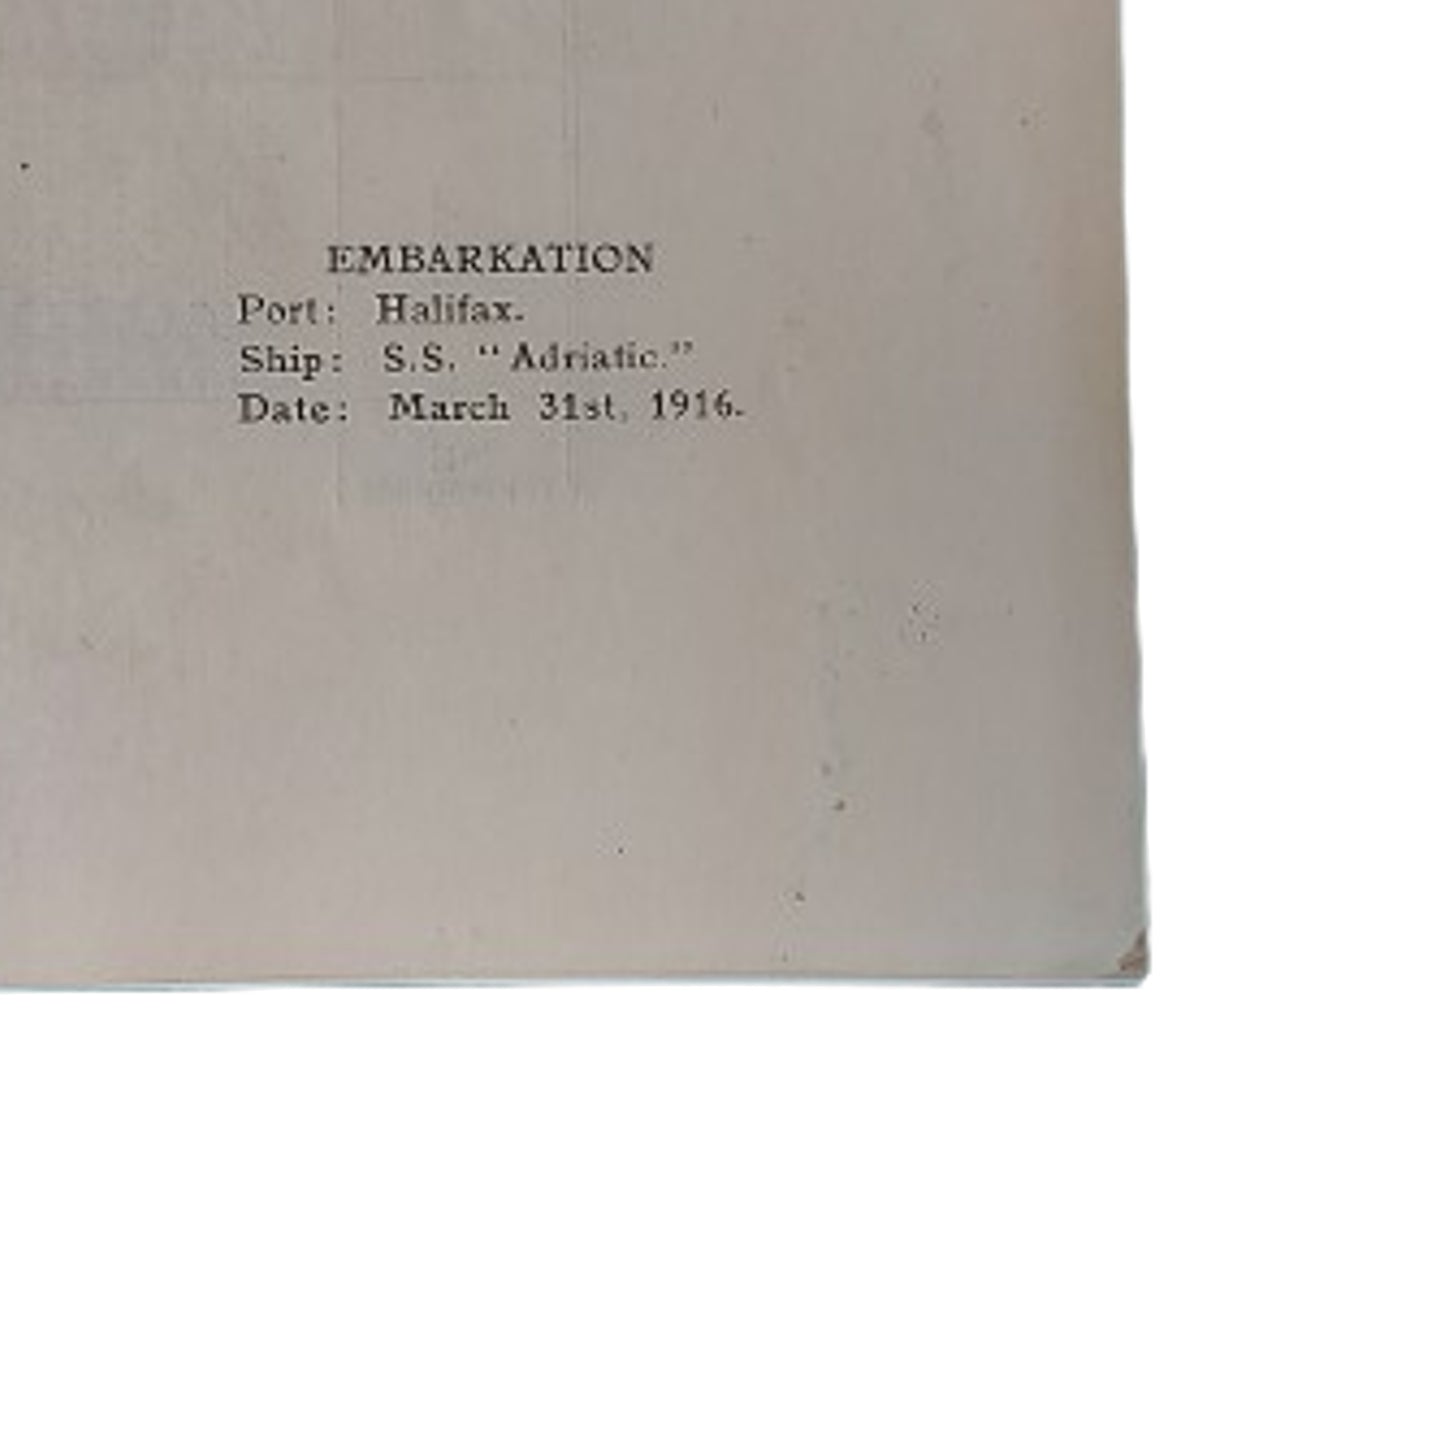 EMBARKATION
Port: Halifax.
Ship: S.S. “Adriatic.”
Date: March 31st, 1916.